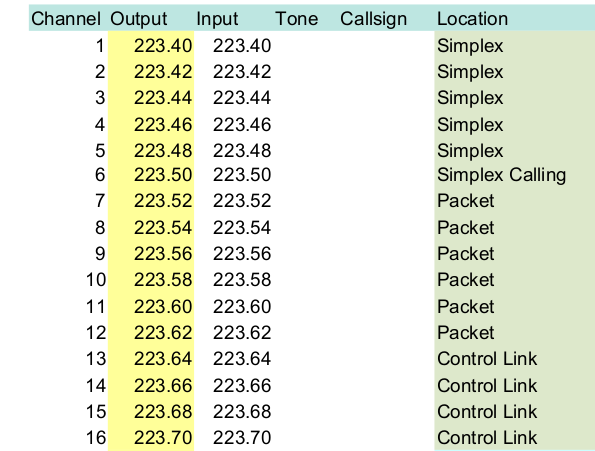 Channel Output Input Tone Callsign Location
1 223.40 223.40 Simplex
2 223.42 223.42 Simplex
3 223.44 223.44 Simplex
4 223.46 223.46 Simplex
5 223.48 223.48 Simplex
6 223.50 223.50 Simplex Calling
7 223.52 223.52 Packet
8 223.54 223.54 Packet
9 223.56 223.56 Packet
10 223.58 223.58 Packet
11 223.60 223.60 Packet
12 223.62 223.62 Packet
13 223.64 223.64 Control Link
14 223.66 223.66 Control Link
15 223.68 223.68 Control Link
16 223.70 223.70 Control Link